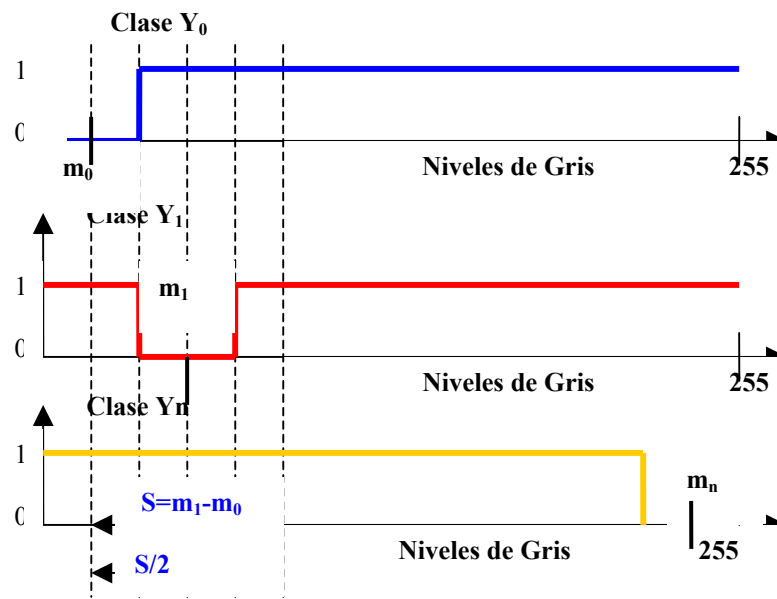 Clase Y₀
1
0
m₀
Niveles de Gris
255
Clase Y₁
1
m₁
0
Niveles de Gris
255
Clase Yn
1
mₙ
S=m₁-m₀
0
Niveles de Gris
255
S/2